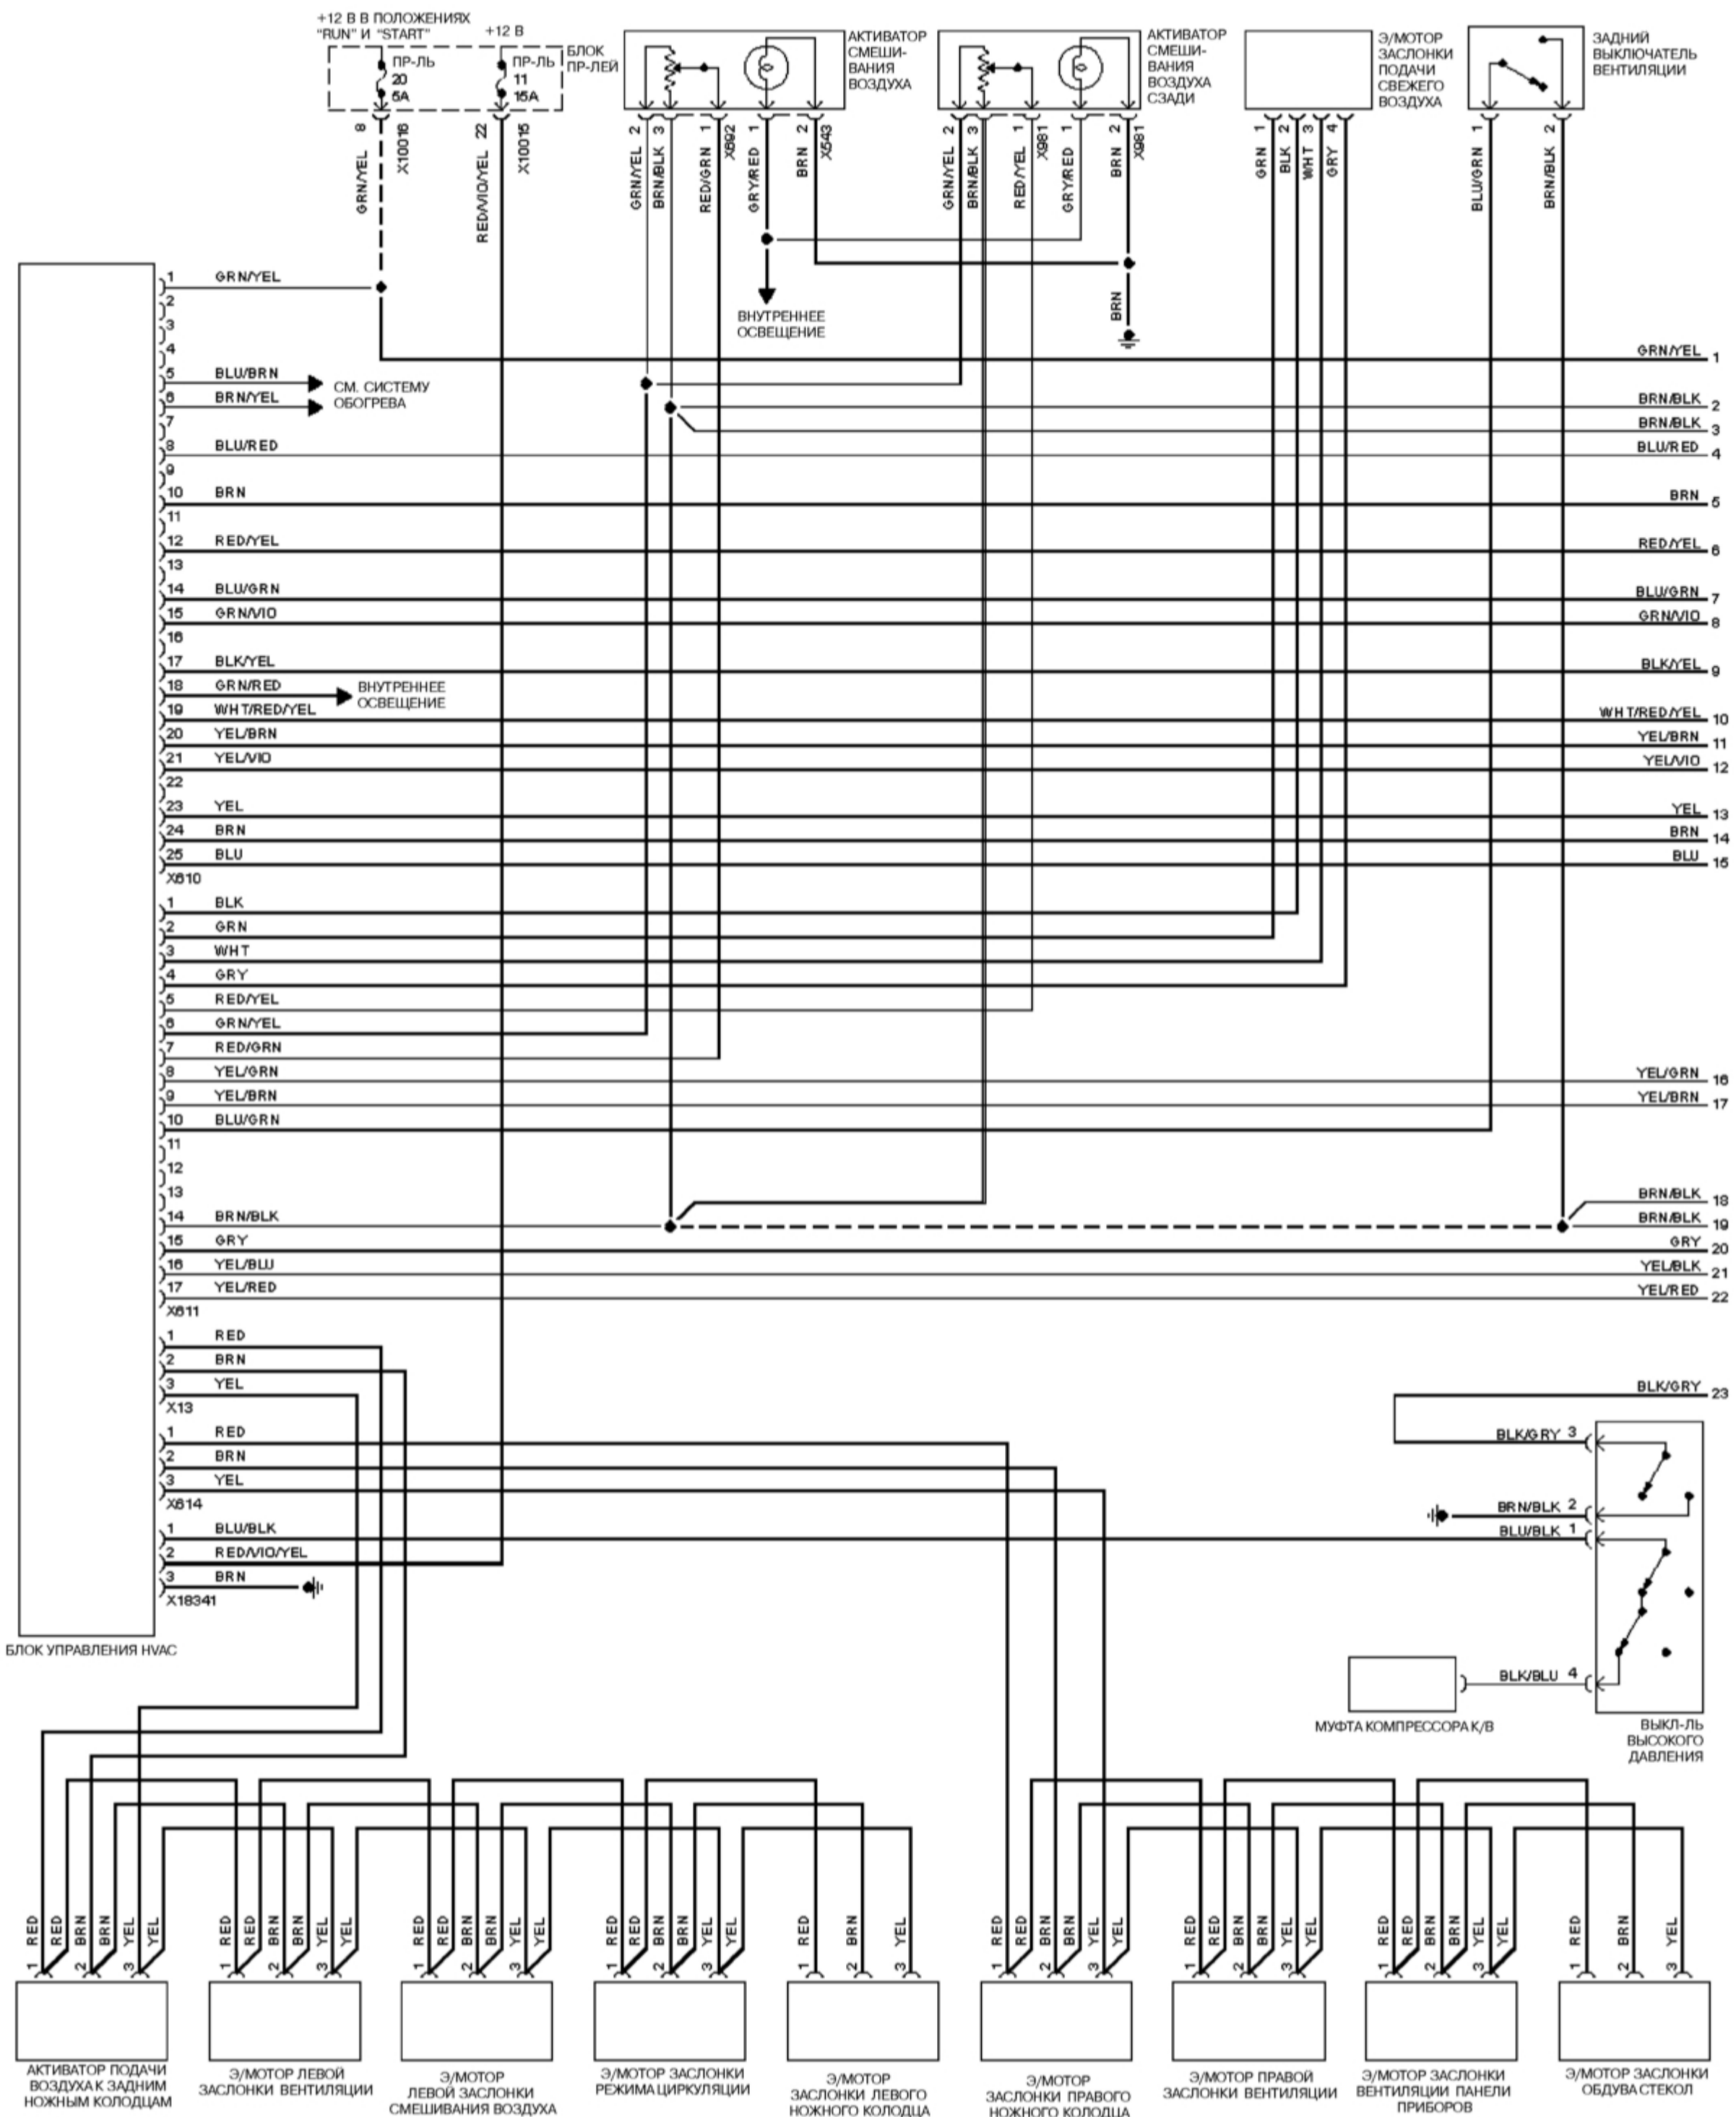 +12 В В ПОЛОЖЕНИЯХ
"RUN" И "START"
+12 В
ПР-ЛЬ
20
5A
ПР-ЛЬ
11
15A
БЛОК
ПР-ЛЕЙ
8
X10016
GRN/YEL
22
X10015
RED/VIO/YEL
АКТИВАТОР
СМЕШИ-
ВАНИЯ
ВОЗДУХА
2
3
1
X692
1
2
X543
GRN/YEL
BRN/BLK
RED/GRN
GRY/RED
BRN
АКТИВАТОР
СМЕШИ-
ВАНИЯ
ВОЗДУХА
СЗАДИ
2
3
1
X981
1
2
X981
GRN/YEL
BRN/BLK
RED/YEL
GRY/RED
BRN
Э/МОТОР
ЗАСЛОНКИ
ПОДАЧИ
СВЕЖЕГО
ВОЗДУХА
1
2
3
4
GRN
BLK
WHT
GRY
ЗАДНИЙ
ВЫКЛЮЧАТЕЛЬ
ВЕНТИЛЯЦИИ
1
2
BLU/GRN
BRN/BLK
ВНУТРЕННЕЕ
ОСВЕЩЕНИЕ
BRN
1 GRN/YEL
2
3
4
GRN/YEL 1
5 BLU/BRN
6 BRN/YEL
СМ. СИСТЕМУ
ОБОГРЕВА
BRN/BLK 2
7
BRN/BLK 3
8 BLU/RED
BLU/RED 4
9
10 BRN
BRN 5
11
12 RED/YEL
RED/YEL 6
13
14 BLU/GRN
BLU/GRN 7
15 GRN/VIO
GRN/VIO 8
16
17 BLK/YEL
BLK/YEL 9
18 GRN/RED
ВНУТРЕННЕЕ
ОСВЕЩЕНИЕ
19 WHT/RED/YEL
WHT/RED/YEL 10
20 YEL/BRN
YEL/BRN 11
21 YEL/VIO
YEL/VIO 12
22
23 YEL
YEL 13
24 BRN
BRN 14
25 BLU
BLU 15
X610
1 BLK
2 GRN
3 WHT
4 GRY
5 RED/YEL
6 GRN/YEL
7 RED/GRN
8 YEL/GRN
YEL/GRN 16
9 YEL/BRN
YEL/BRN 17
10 BLU/GRN
11
12
13
BRN/BLK 18
14 BRN/BLK
BRN/BLK 19
15 GRY
GRY 20
16 YEL/BLU
YEL/BLK 21
17 YEL/RED
YEL/RED 22
X611
1 RED
2 BRN
3 YEL
X13
BLK/GRY 23
1 RED
2 BRN
3 YEL
X614
BLK/GRY 3
BRN/BLK 2
1 BLU/BLK
BLU/BLK 1
2 RED/VIO/YEL
3 BRN
X18341
БЛОК УПРАВЛЕНИЯ HVAC
BLK/BLU 4
МУФТА КОМПРЕССОРА К/В
ВЫКЛ-ЛЬ
ВЫСОКОГО
ДАВЛЕНИЯ
RED RED BRN BRN YEL YEL
1 2 3
RED RED BRN BRN YEL YEL
1 2 3
RED RED BRN BRN YEL YEL
1 2 3
RED RED BRN BRN YEL YEL
1 2 3
RED BRN YEL
1 2 3
RED RED BRN BRN YEL YEL
1 2 3
RED RED BRN BRN YEL YEL
1 2 3
RED RED BRN BRN YEL YEL
1 2 3
RED BRN YEL
1 2 3
АКТИВАТОР ПОДАЧИ
ВОЗДУХА К ЗАДНИМ
НОЖНЫМ КОЛОДЦАМ
Э/МОТОР ЛЕВОЙ
ЗАСЛОНКИ ВЕНТИЛЯЦИИ
Э/МОТОР
ЛЕВОЙ ЗАСЛОНКИ
СМЕШИВАНИЯ ВОЗДУХА
Э/МОТОР ЗАСЛОНКИ
РЕЖИМА ЦИРКУЛЯЦИИ
Э/МОТОР
ЗАСЛОНКИ ЛЕВОГО
НОЖНОГО КОЛОДЦА
Э/МОТОР
ЗАСЛОНКИ ПРАВОГО
НОЖНОГО КОЛОДЦА
Э/МОТОР ПРАВОЙ
ЗАСЛОНКИ ВЕНТИЛЯЦИИ
Э/МОТОР ЗАСЛОНКИ
ВЕНТИЛЯЦИИ ПАНЕЛИ
ПРИБОРОВ
Э/МОТОР ЗАСЛОНКИ
ОБДУВА СТЕКОЛ